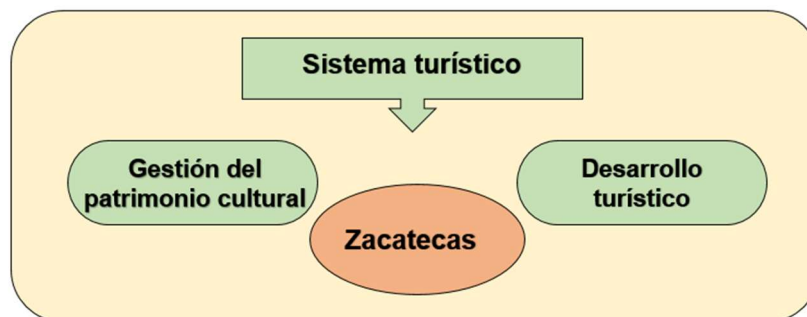 Sistema turístico
Gestión del
patrimonio cultural
Desarrollo
turístico
Zacatecas